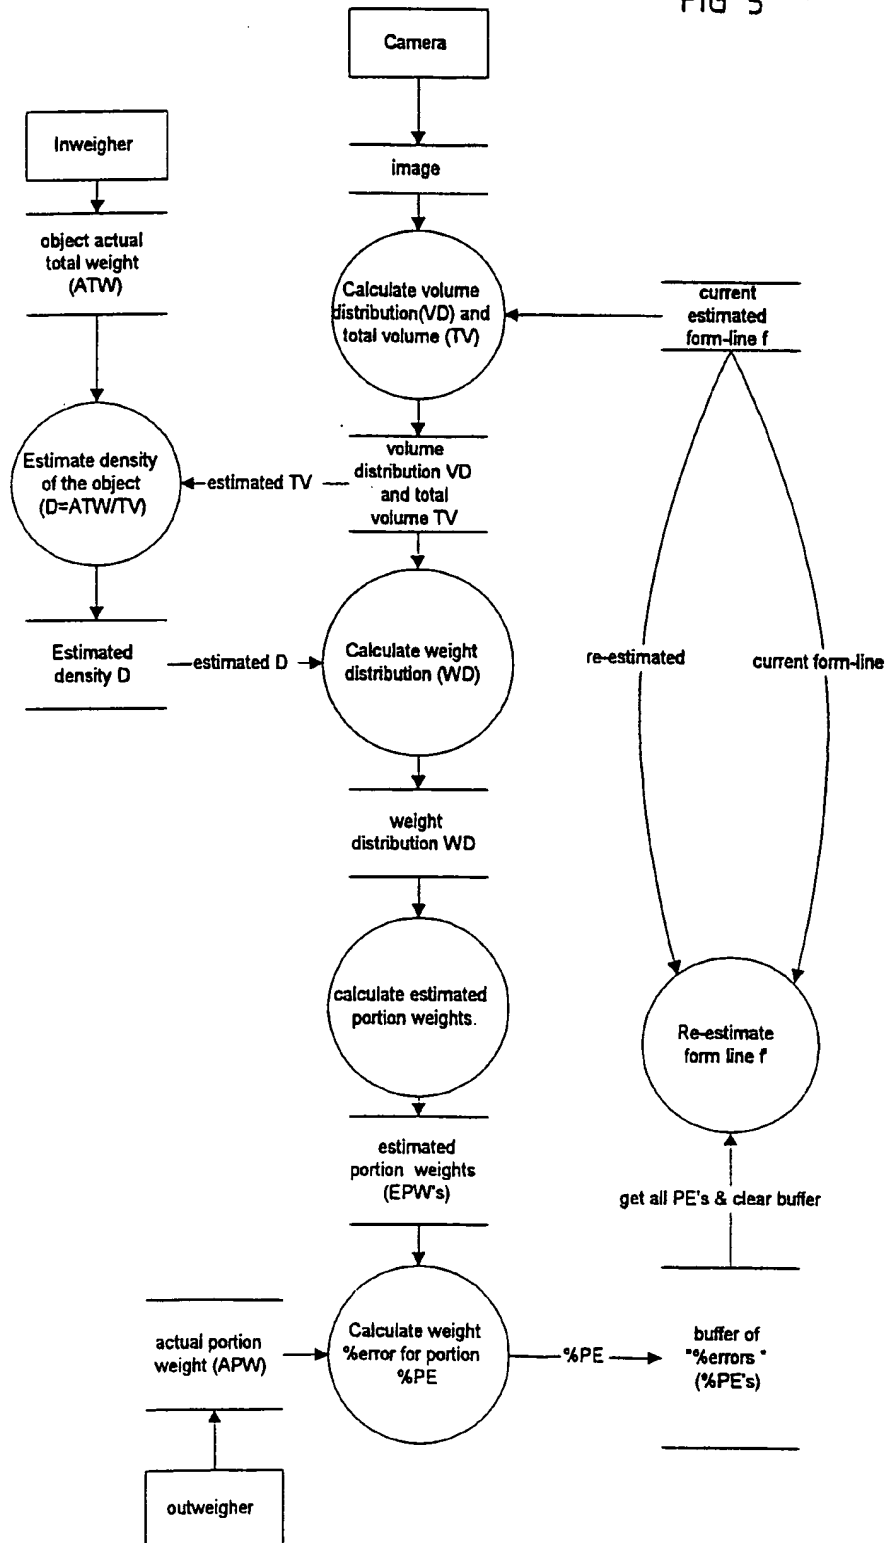 FIG 5
Camera
Inweigher
image
object actual
total weight
(ATW)
Calculate volume
distribution(VD) and
total volume (TV)
current
estimated
form-line f
Estimate density
of the object
(D=ATW/TV)
estimated TV
volume
distribution VD
and total
volume TV
Estimated
density D
estimated D
Calculate weight
distribution (WD)
re-estimated
current form-line
weight
distribution WD
calculate estimated
portion weights.
Re-estimate
form line f'
estimated
portion weights
(EPW's)
get all PE's & clear buffer
actual portion
weight (APW)
Calculate weight
%error for portion
%PE
%PE
buffer of
"%errors "
(%PE's)
outweigher